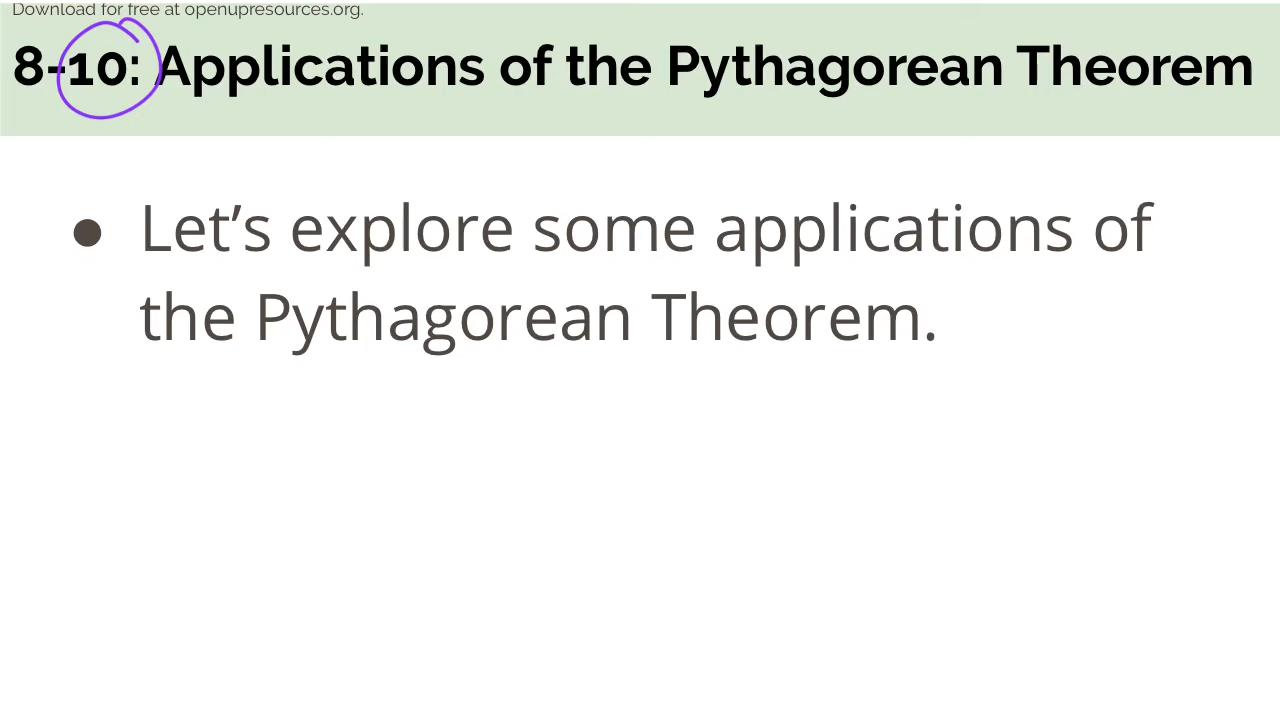 Download for free at openupresources.org.
8-10: Applications of the Pythagorean Theorem
● Let’s explore some applications of
the Pythagorean Theorem.